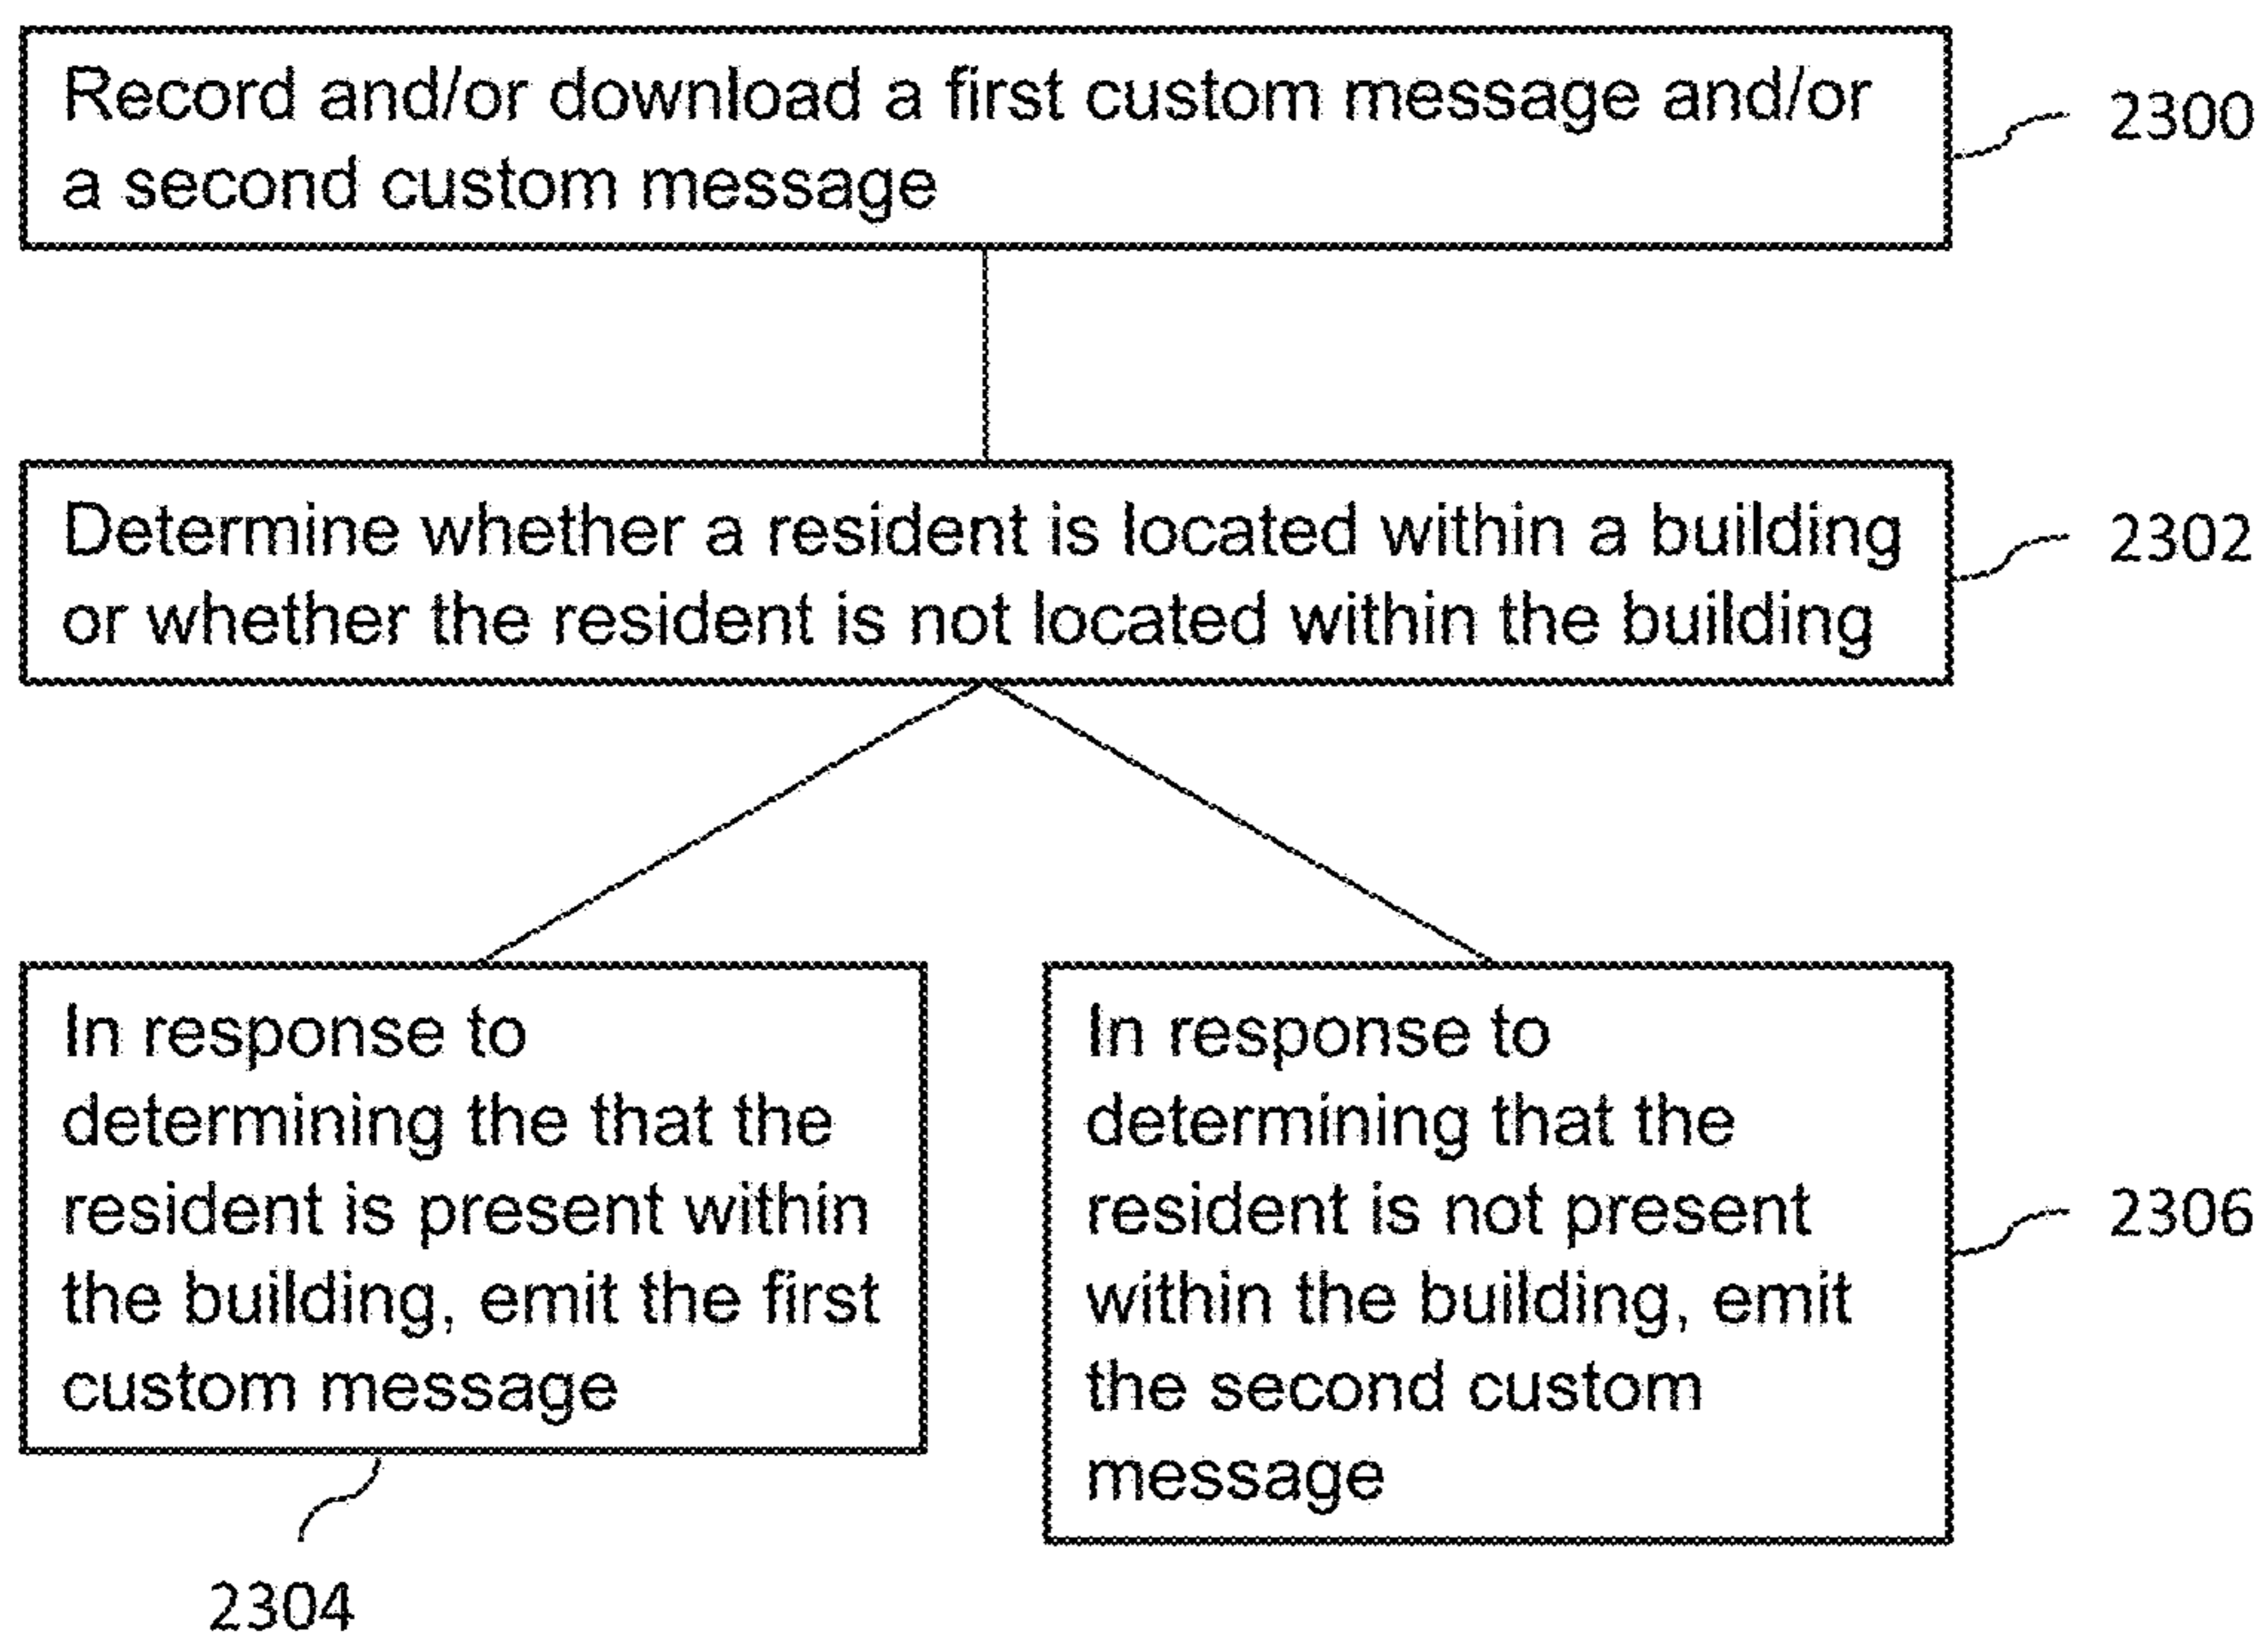 Record and/or download a first custom message and/or
a second custom message
2300
Determine whether a resident is located within a building
or whether the resident is not located within the building
2302
In response to
determining the that the
resident is present within
the building, emit the first
custom message
2304
In response to
determining that the
resident is not present
within the building, emit
the second custom
message
2306